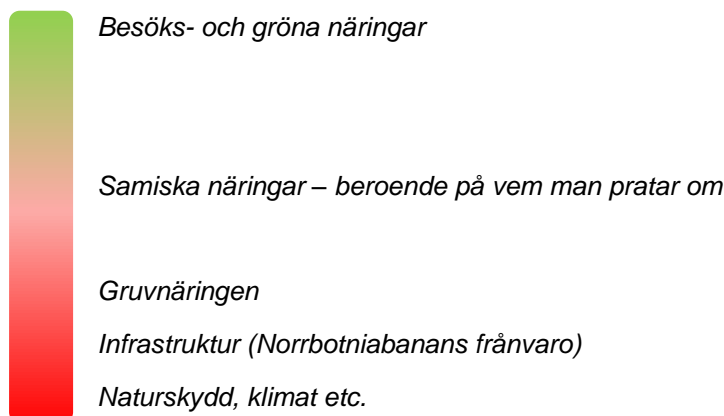 Besöks- och gröna näringar
Samiska näringar – beroende på vem man pratar om
Gruvnäringen
Infrastruktur (Norrbotniabanans frånvaro)
Naturskydd, klimat etc.